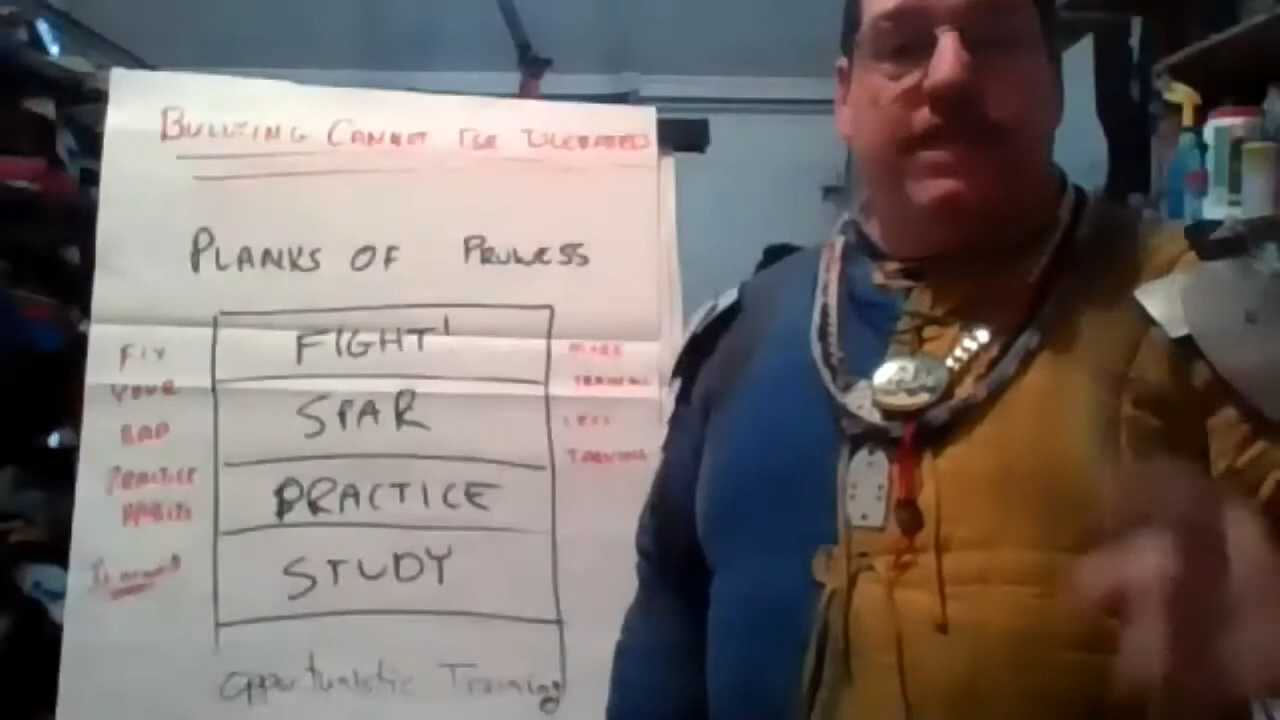 BULLYING CANNOT BE TOLERATED
PLANKS OF PROWESS
FIGHT!
SPAR
PRACTICE
STUDY
Opportunistic Training
FIX
YOUR
BAD
PRACTICE
HABITS
MORE
TRAINING
LESS